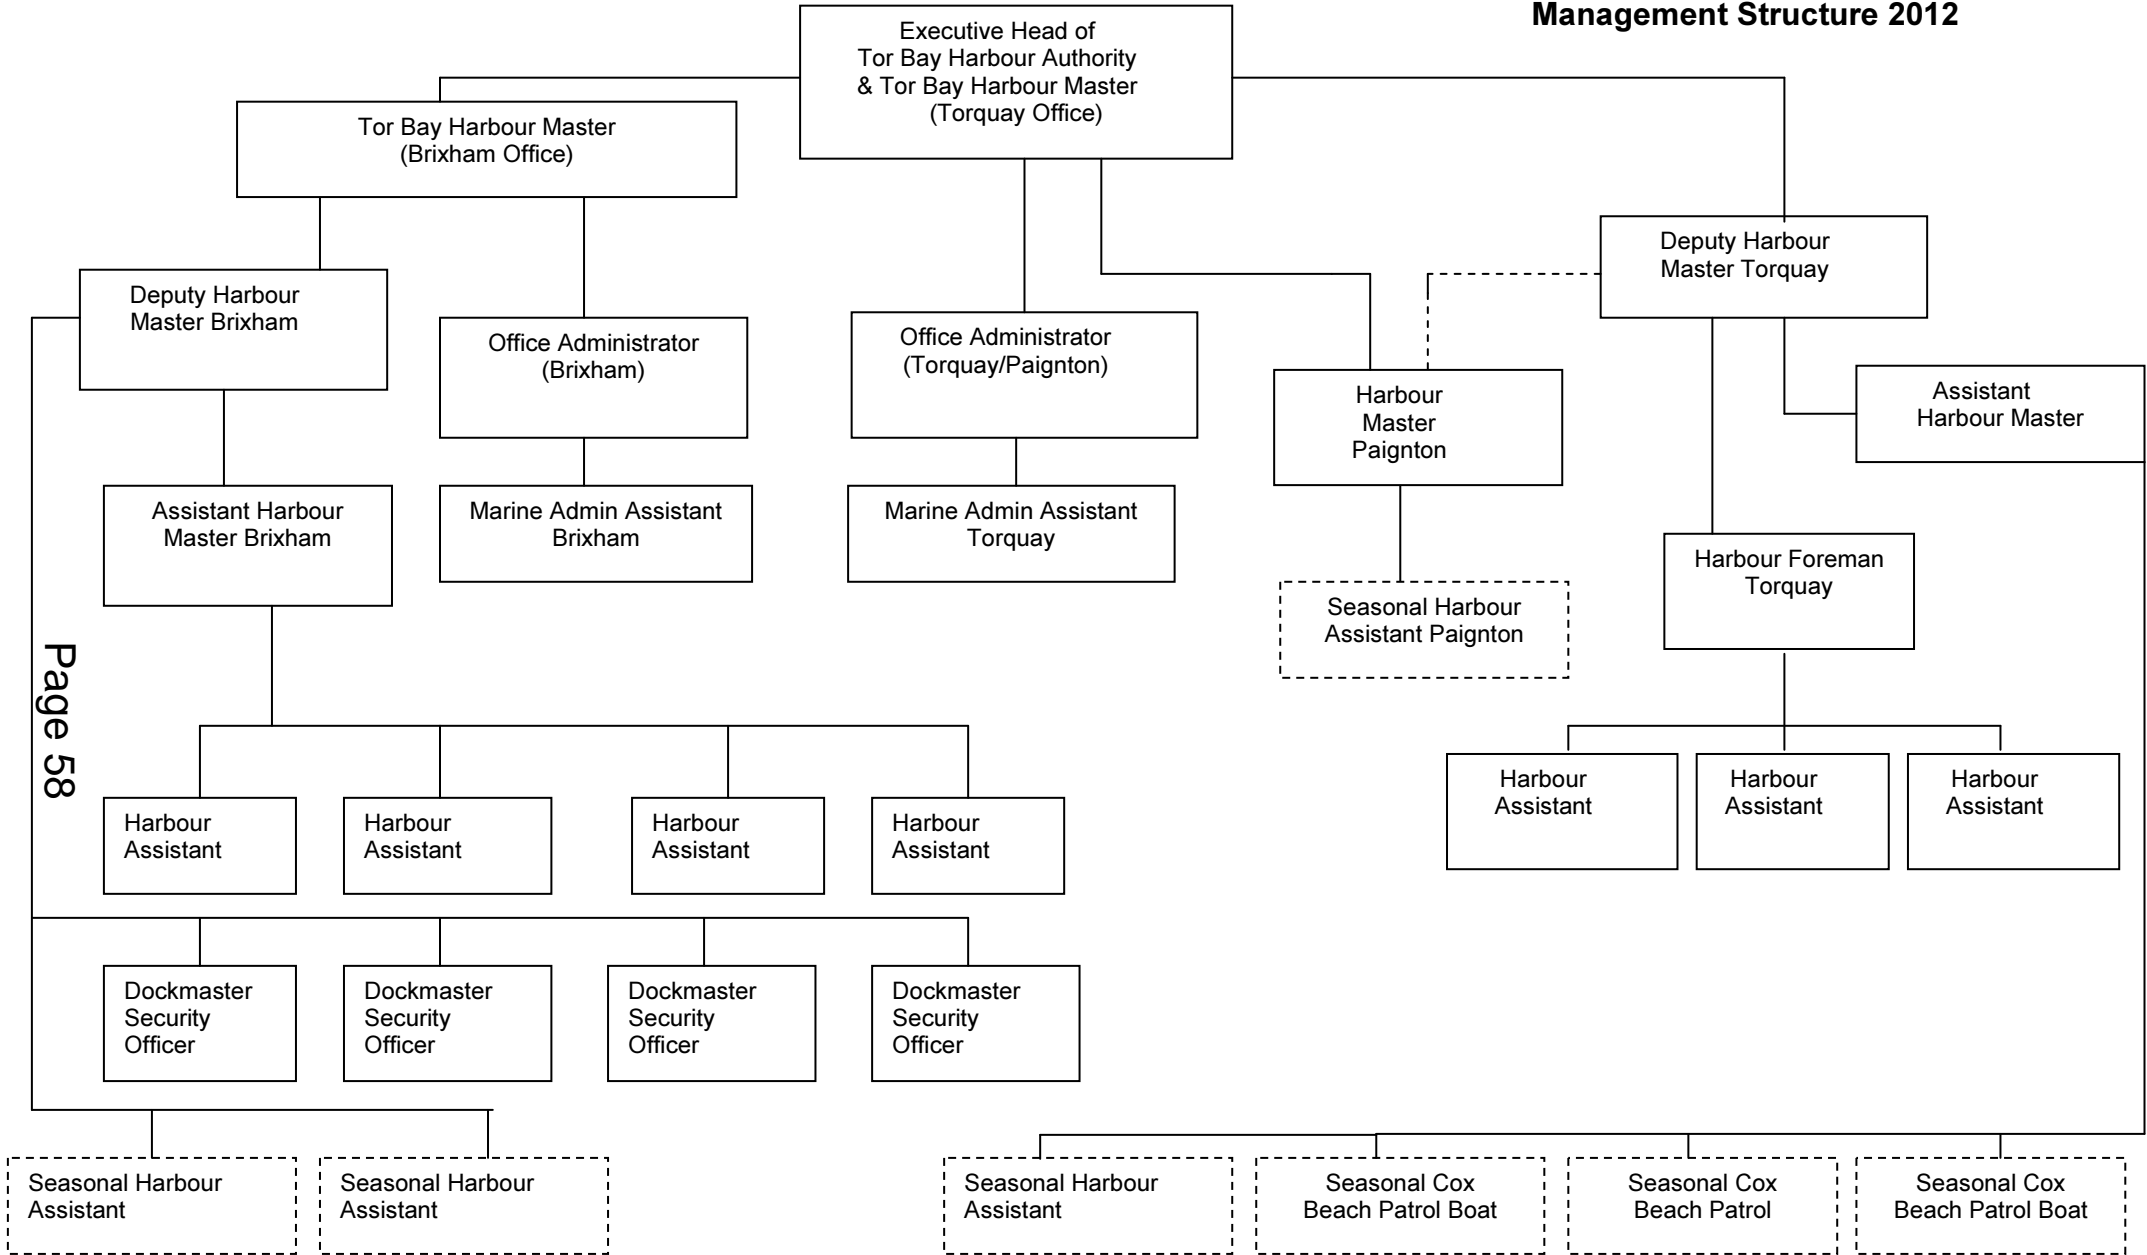 Management Structure 2012
Executive Head of
Tor Bay Harbour Authority
& Tor Bay Harbour Master
(Torquay Office)
Tor Bay Harbour Master
(Brixham Office)
Deputy Harbour
Master Torquay
Deputy Harbour
Master Brixham
Office Administrator
(Brixham)
Office Administrator
(Torquay/Paignton)
Harbour
Master
Paignton
Assistant
Harbour Master
Assistant Harbour
Master Brixham
Marine Admin Assistant
Brixham
Marine Admin Assistant
Torquay
Harbour Foreman
Torquay
Seasonal Harbour
Assistant Paignton
Page 58
Harbour
Assistant
Harbour
Assistant
Harbour
Assistant
Harbour
Assistant
Harbour
Assistant
Harbour
Assistant
Harbour
Assistant
Dockmaster
Security
Officer
Dockmaster
Security
Officer
Dockmaster
Security
Officer
Dockmaster
Security
Officer
Seasonal Harbour
Assistant
Seasonal Harbour
Assistant
Seasonal Harbour
Assistant
Seasonal Cox
Beach Patrol Boat
Seasonal Cox
Beach Patrol
Seasonal Cox
Beach Patrol Boat